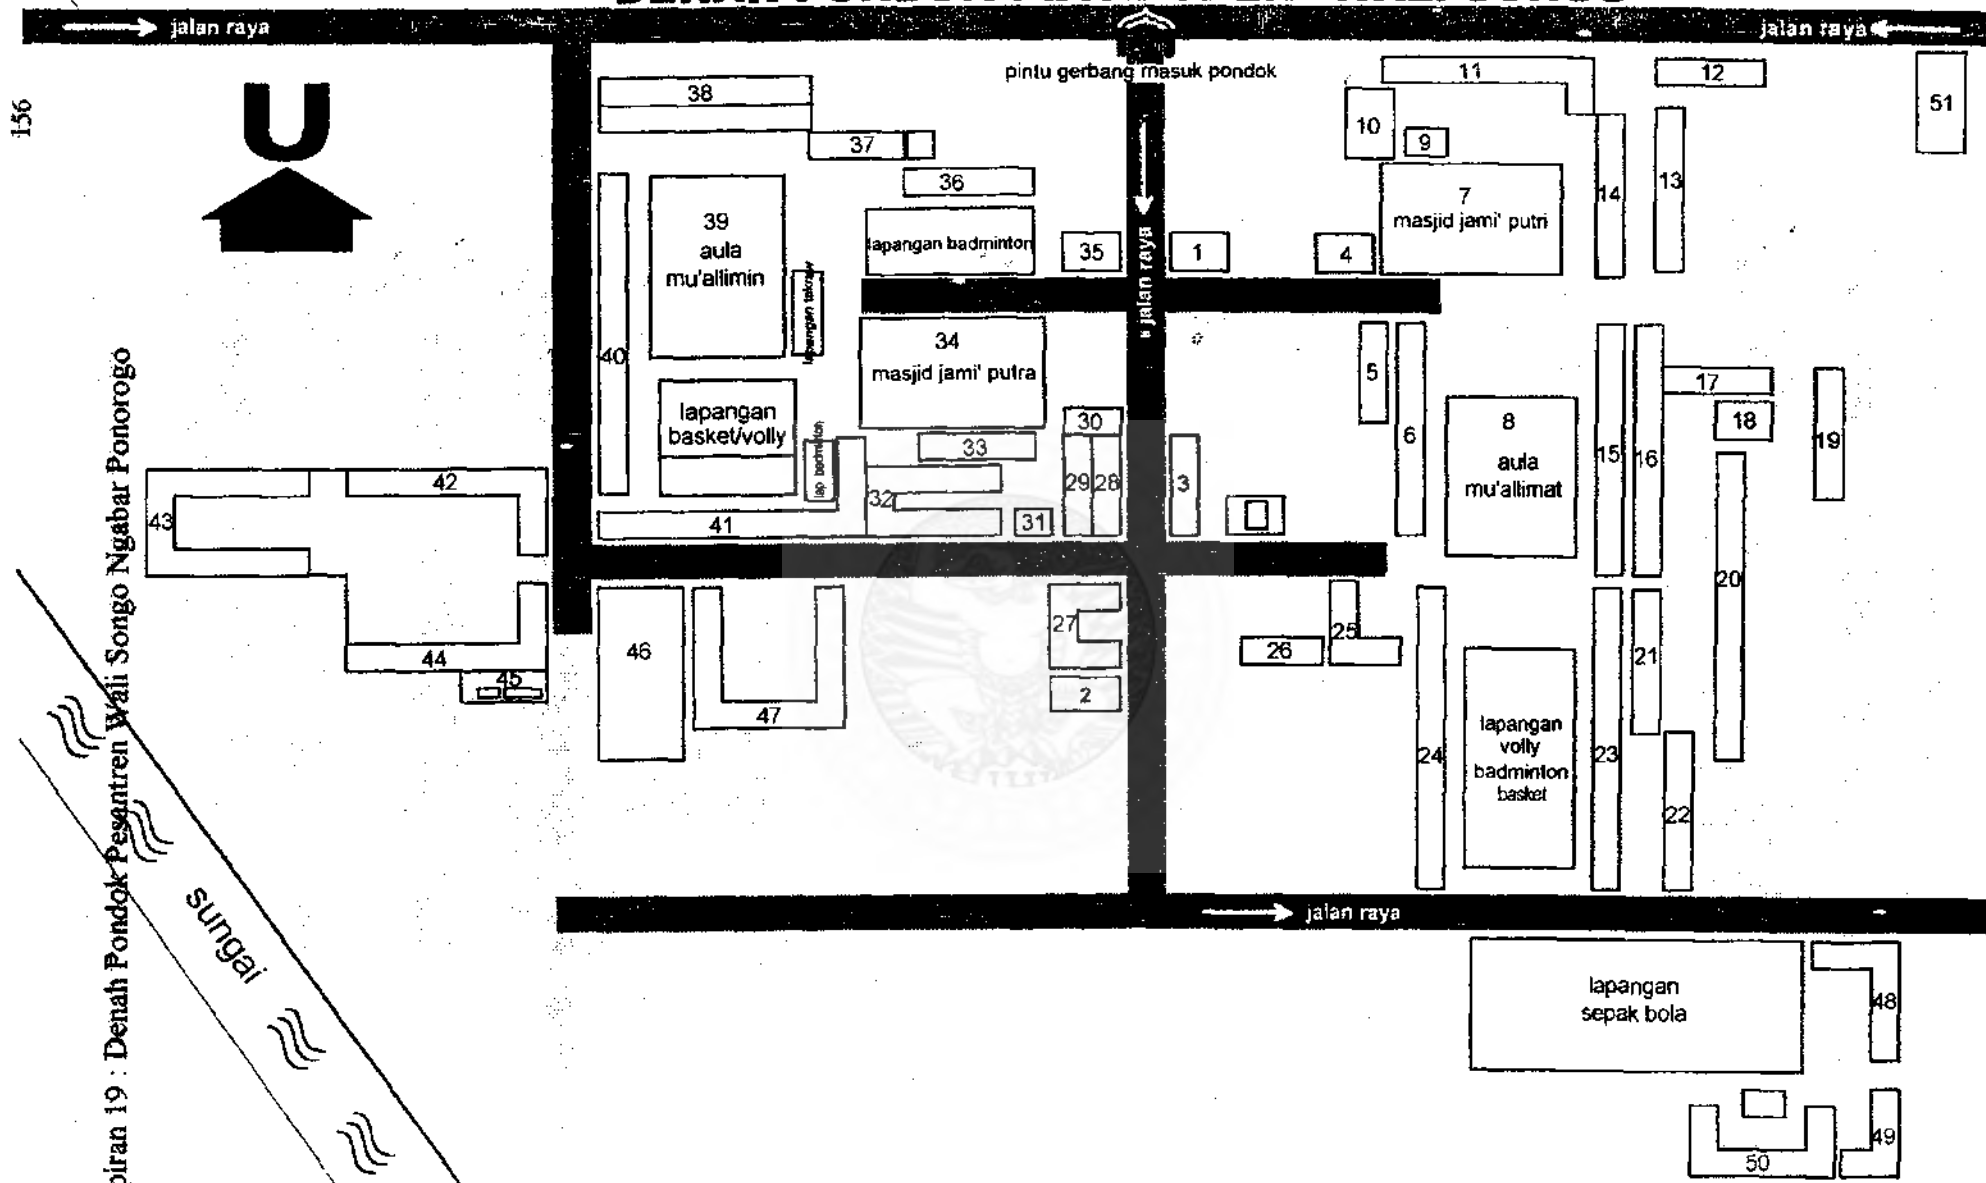 jalan raya
jalan raya
pintu gerbang masuk pondok
156
U
38
37
36
11
12
51
10
9
7
masjid jami' putri
14
13
39
aula
mu'allimin
lapangan badminton
35
1
4
lapangan takraw
jalan raya
40
34
masjid jami' putra
5
6
8
aula
mu'allimat
15
16
17
18
19
lapangan
basket/volly
lap badminton
30
33
29
28
3
32
31
41
42
43
20
46
27
25
26
21
44
45
2
47
24
lapangan
volly
badminton
basket
23
22
sungai
jalan raya
lapangan
sepak bola
48
49
50
piran 19 : Denah Pondok Pesantren Wali Songo Ngabar Ponorogo